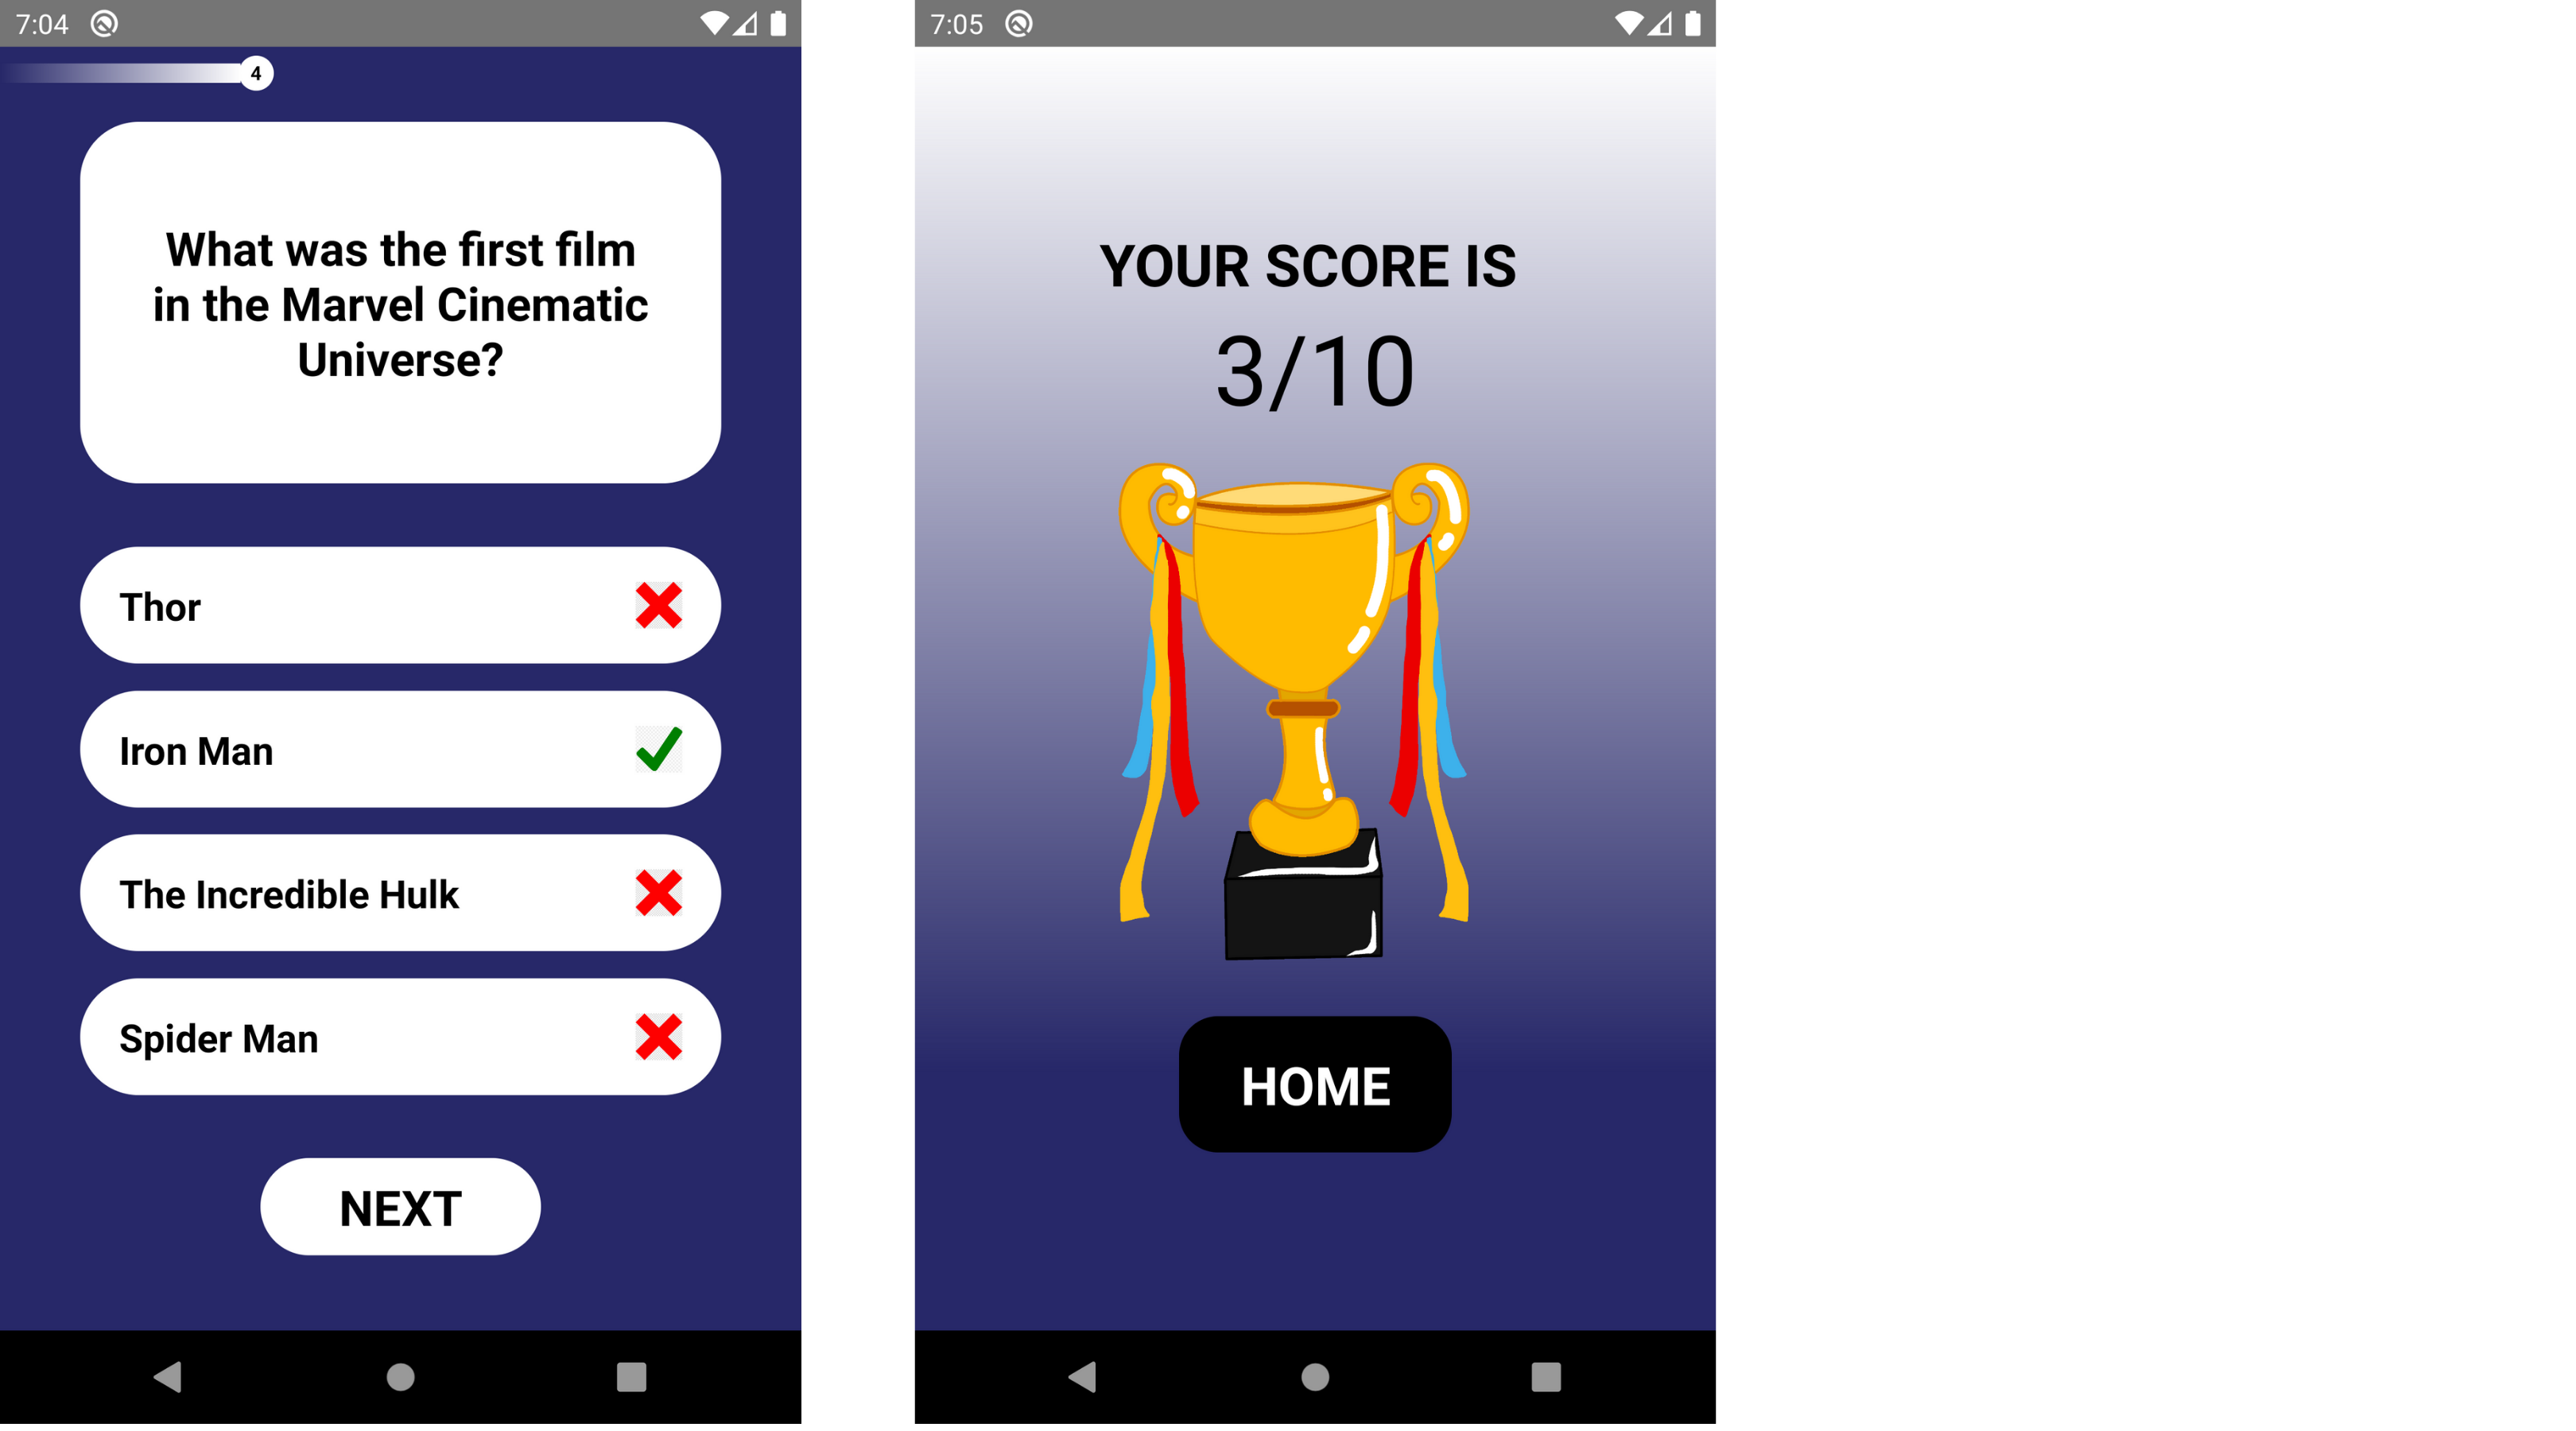 7:04
4
What was the first film
in the Marvel Cinematic
Universe?
Thor
Iron Man
The Incredible Hulk
Spider Man
NEXT
7:05
YOUR SCORE IS
3/10
HOME